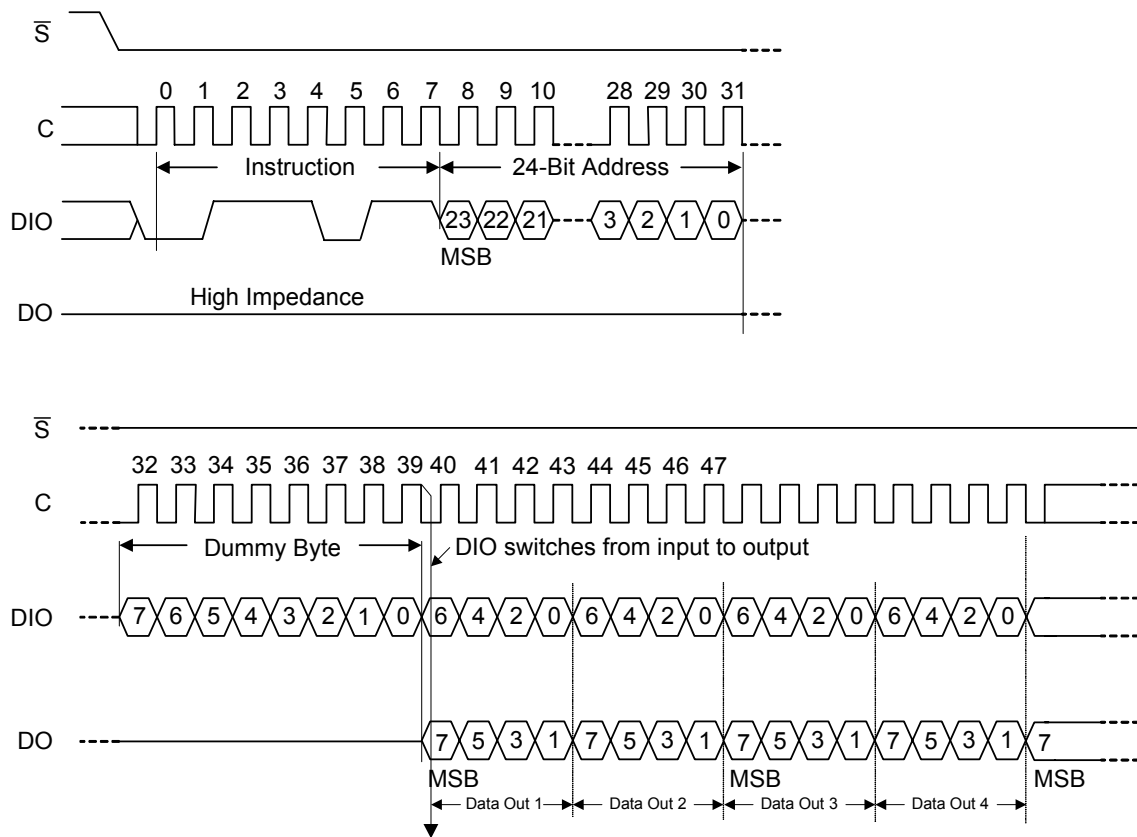 S
0 1 2 3 4 5 6 7 8 9 10 28 29 30 31
C
Instruction 24-Bit Address
DIO 23 22 21 3 2 1 0
MSB
High Impedance
DO
S
32 33 34 35 36 37 38 39 40 41 42 43 44 45 46 47
C
Dummy Byte DIO switches from input to output
DIO 7 6 5 4 3 2 1 0 6 4 2 0 6 4 2 0 6 4 2 0 6 4 2 0
DO 7 5 3 1 7 5 3 1 7 5 3 1 7 5 3 1 7
MSB MSB MSB
Data Out 1 Data Out 2 Data Out 3 Data Out 4